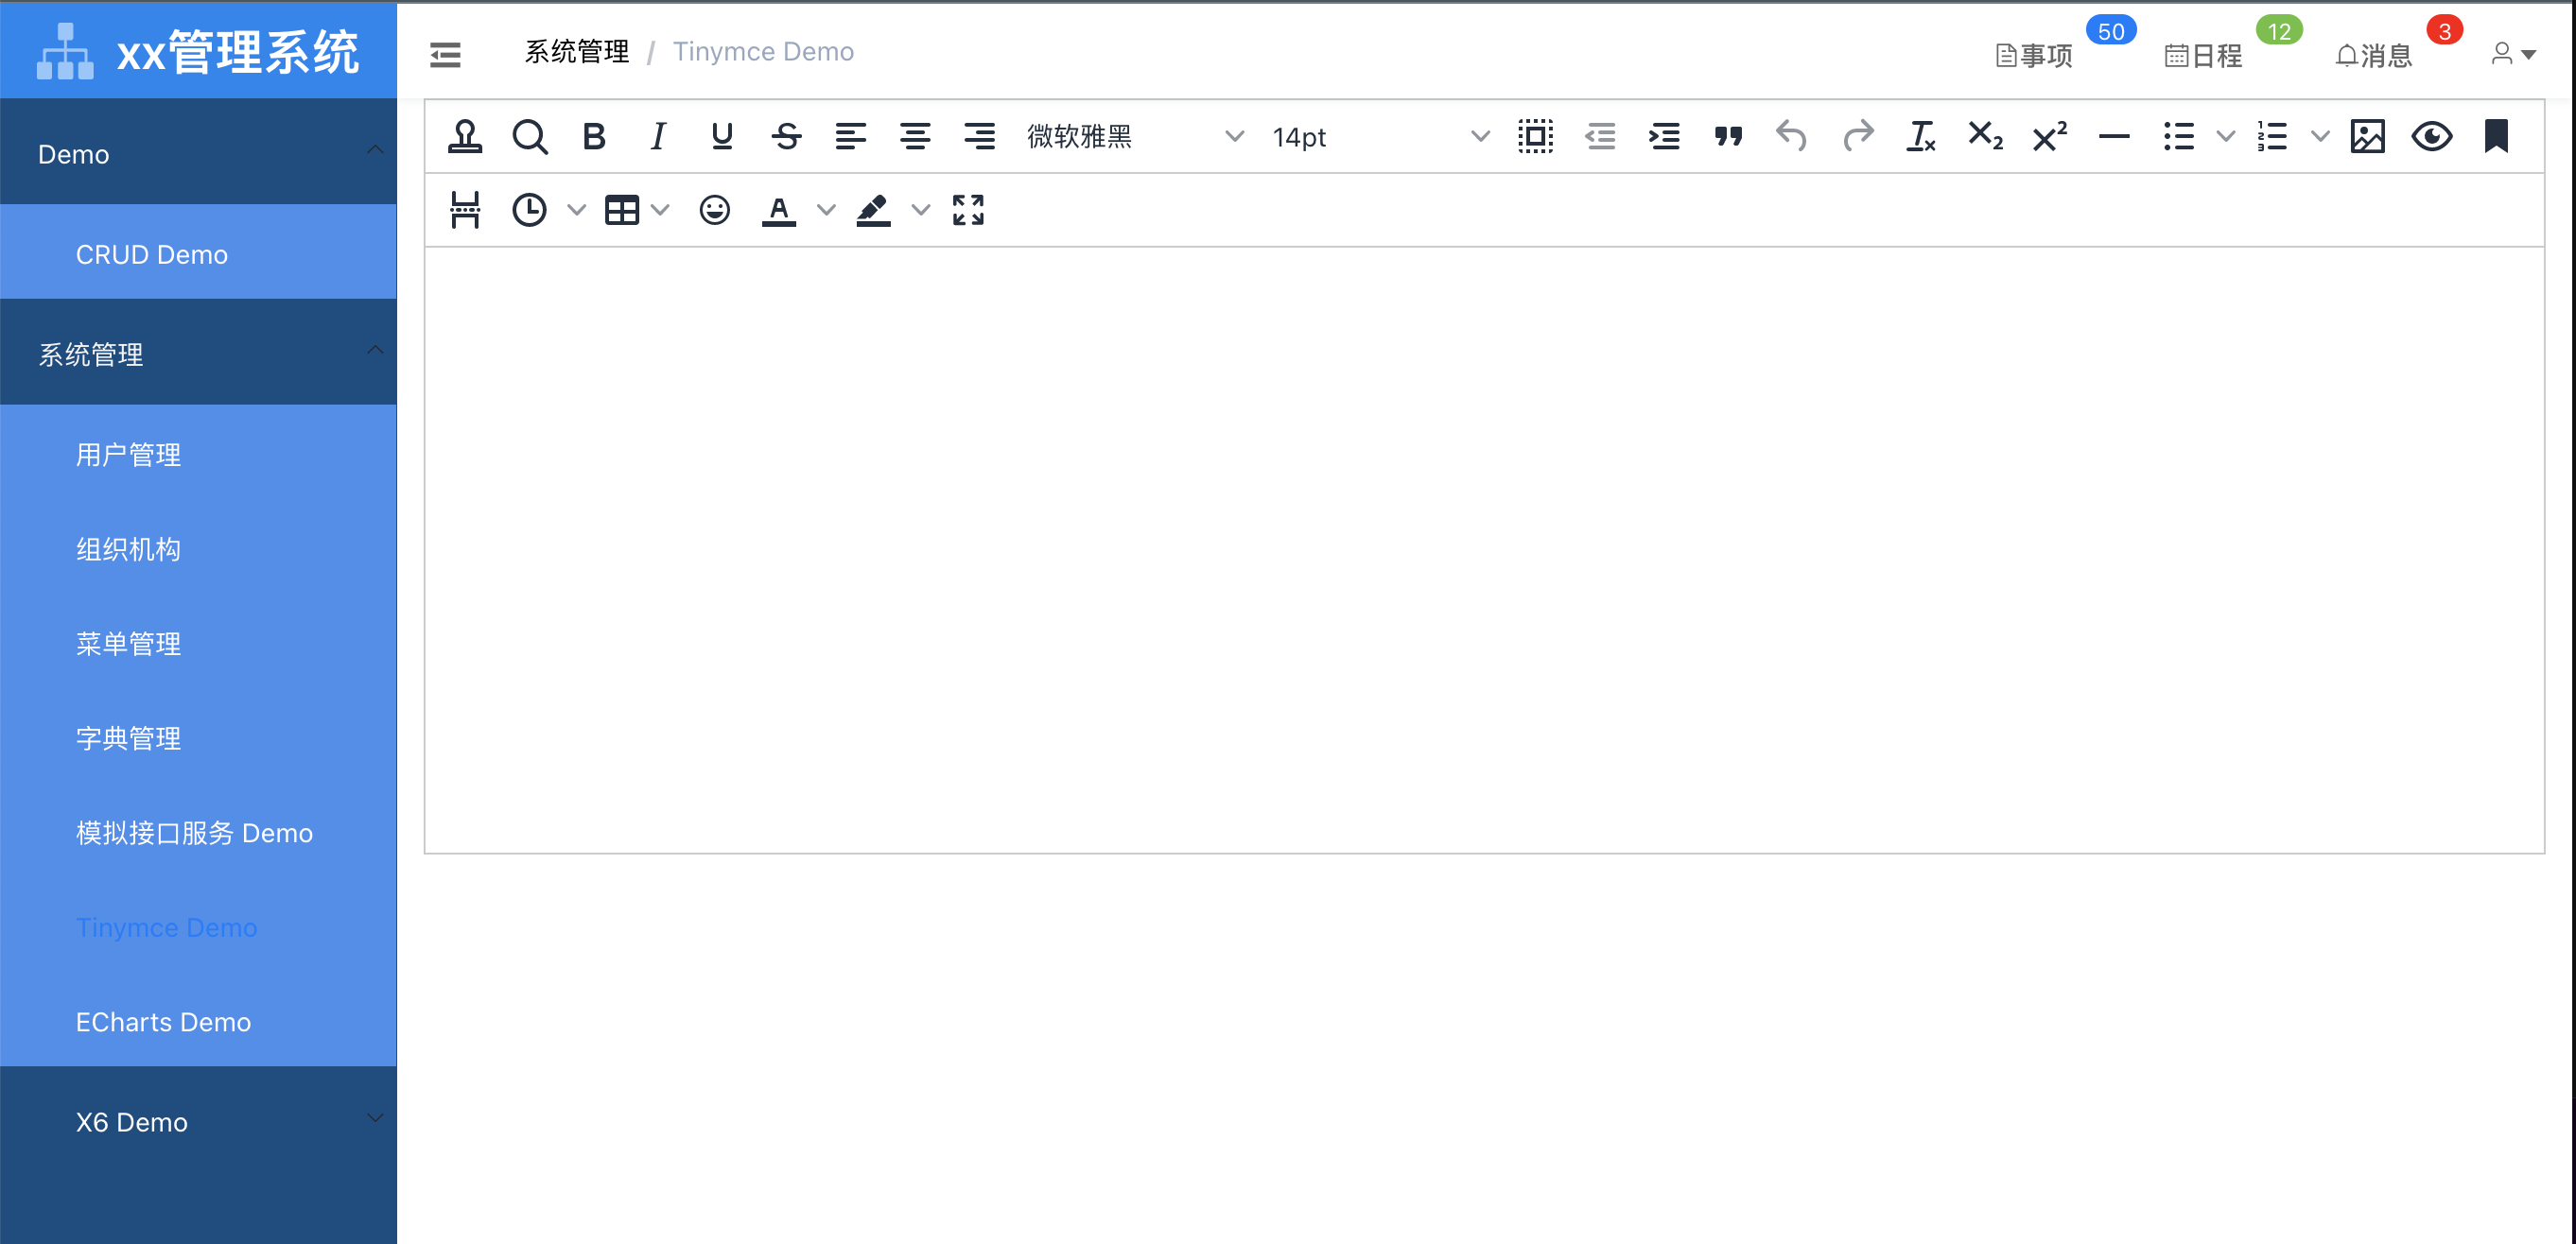 xx管理系统
系统管理 / Tinymce Demo
事项 50
日程 12
消息 3
Demo
CRUD Demo
系统管理
用户管理
组织机构
菜单管理
字典管理
模拟接口服务 Demo
Tinymce Demo
ECharts Demo
X6 Demo
微软雅黑 14pt